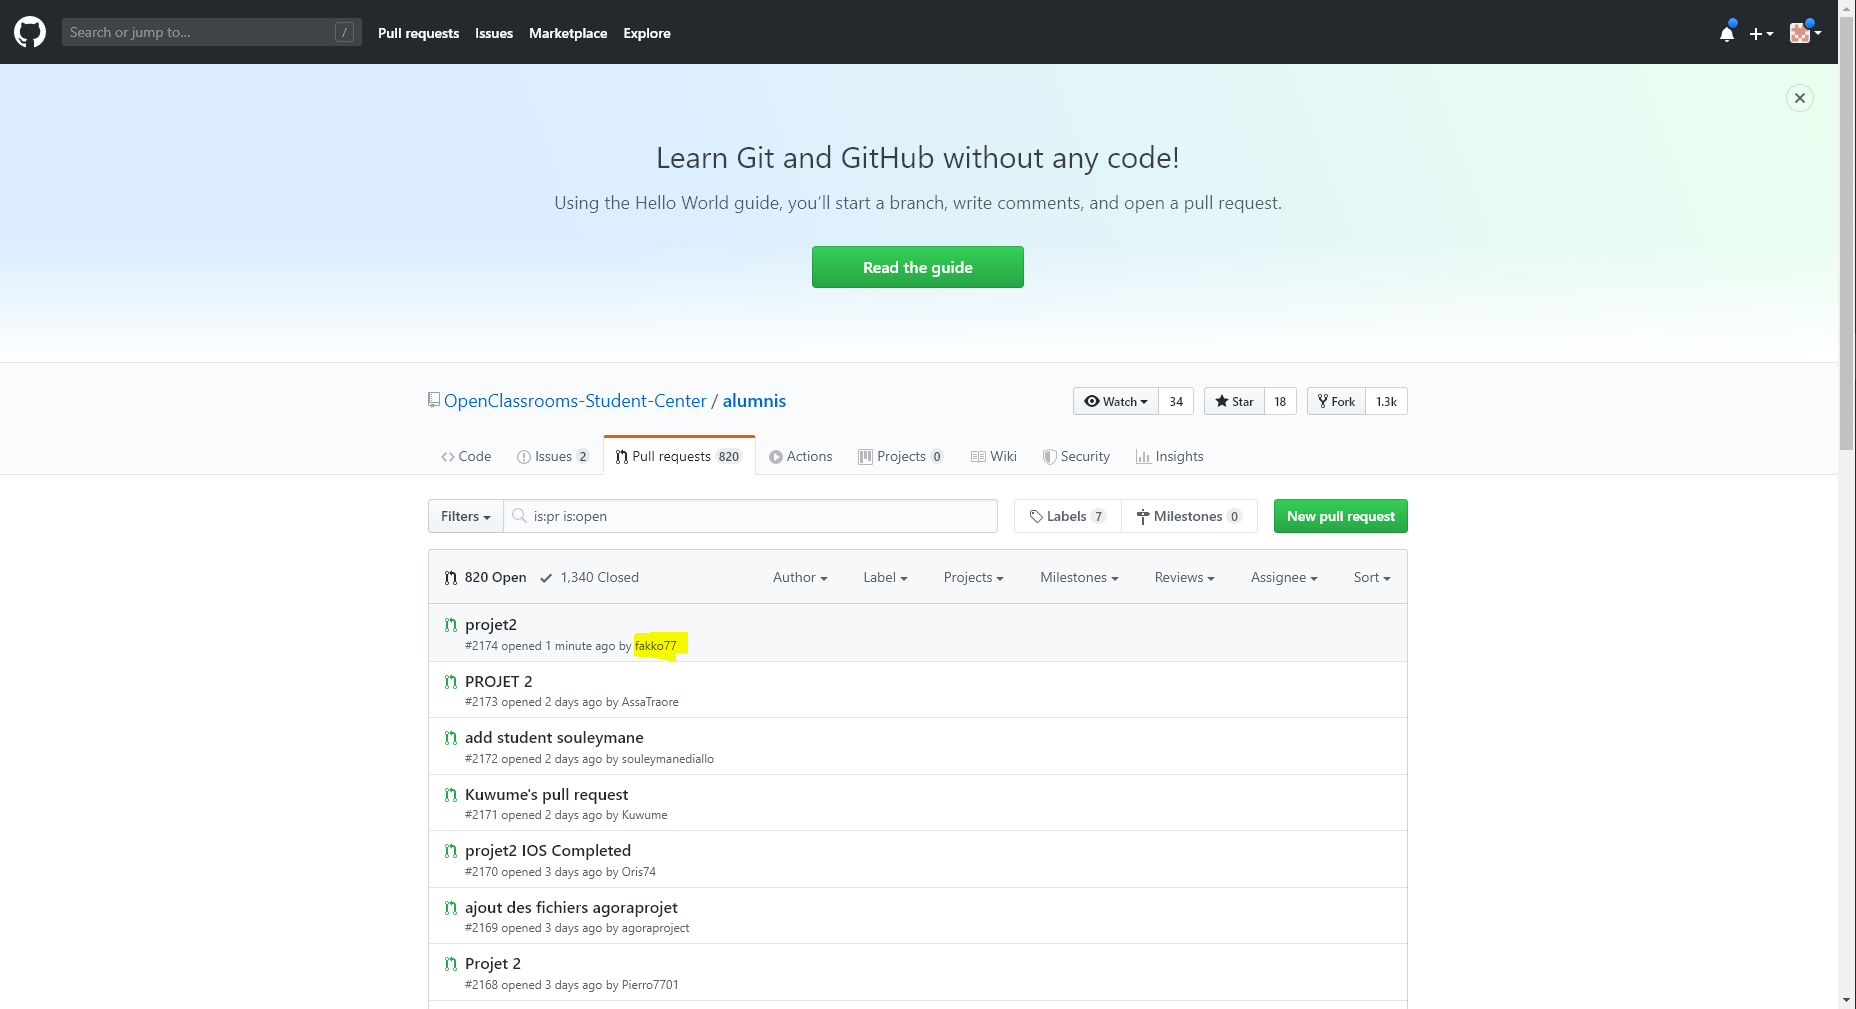 Search or jump to... /
Pull requests Issues Marketplace Explore
Learn Git and GitHub without any code!
Using the Hello World guide, you’ll start a branch, write comments, and open a pull request.
Read the guide
OpenClassrooms-Student-Center / alumnis
Watch 34 Star 18 Fork 1.3k
Code Issues 2 Pull requests 820 Actions Projects 0 Wiki Security Insights
Filters is:pr is:open Labels 7 Milestones 0 New pull request
820 Open 1,340 Closed Author Label Projects Milestones Reviews Assignee Sort
projet2
#2174 opened 1 minute ago by fakko77
PROJET 2
#2173 opened 2 days ago by AssaTraore
add student souleymane
#2172 opened 2 days ago by souleymanediallo
Kuwume's pull request
#2171 opened 2 days ago by Kuwume
projet2 IOS Completed
#2170 opened 3 days ago by Oris74
ajout des fichiers agoraprojet
#2169 opened 3 days ago by agoraproject
Projet 2
#2168 opened 3 days ago by Pierro7701